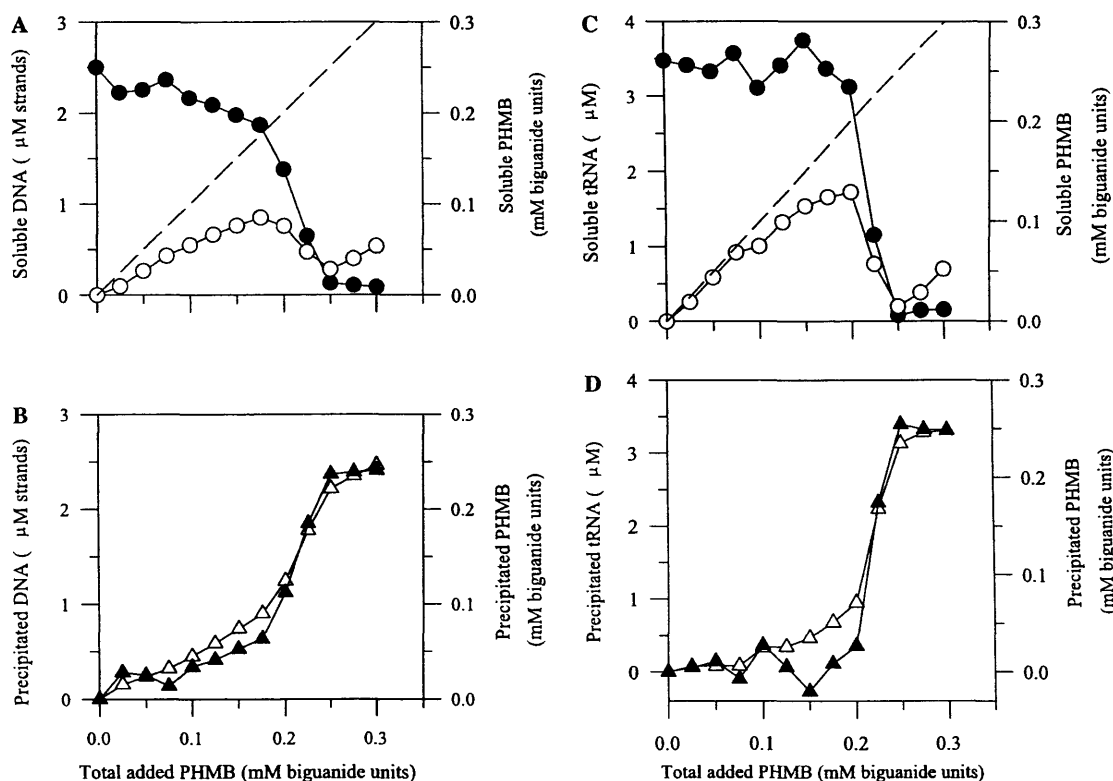 A
3
2
1
0
Soluble DNA ( μM strands)
0.3
0.2
0.1
0.0
Soluble PHMB
(mM biguanide units)
C
4
3
2
1
0
Soluble tRNA ( μM)
0.3
0.2
0.1
0.0
Soluble PHMB
(mM biguanide units)
B
3
2
1
0
Precipitated DNA ( μM strands)
0.3
0.2
0.1
0.0
Precipitated PHMB
(mM biguanide units)
0.0 0.1 0.2 0.3
Total added PHMB (mM biguanide units)
D
4
3
2
1
0
Precipitated tRNA ( μM)
0.3
0.2
0.1
0.0
Precipitated PHMB
(mM biguanide units)
0.0 0.1 0.2 0.3
Total added PHMB (mM biguanide units)